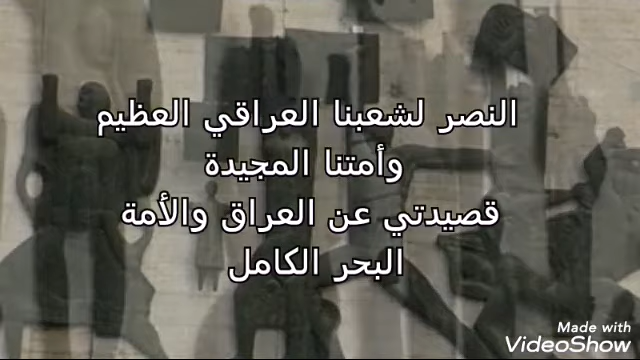 النصر لشعبنا العراقي العظيم
وأمتنا المجيدة
قصيدتي عن العراق والأمة
البحر الكامل
Made with
VideoShow